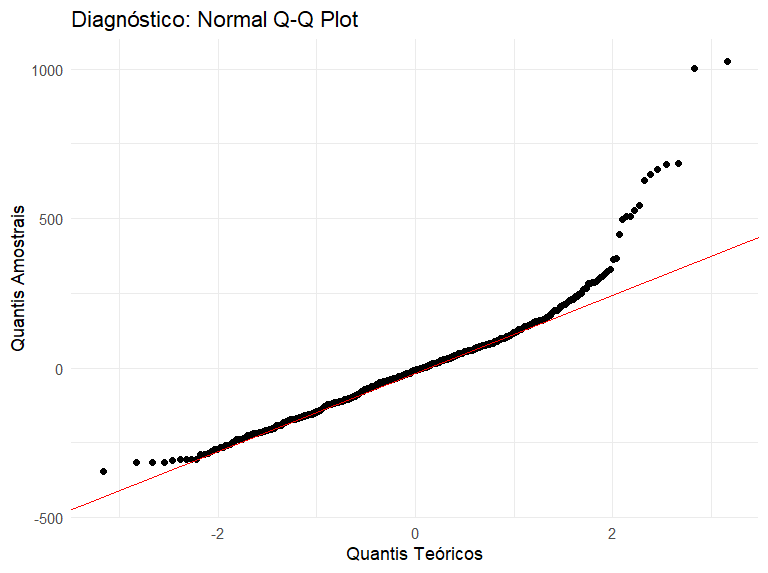 Diagnóstico: Normal Q-Q Plot
1000
500
0
-500
Quantis Amostrais
-2
0
2
Quantis Teóricos